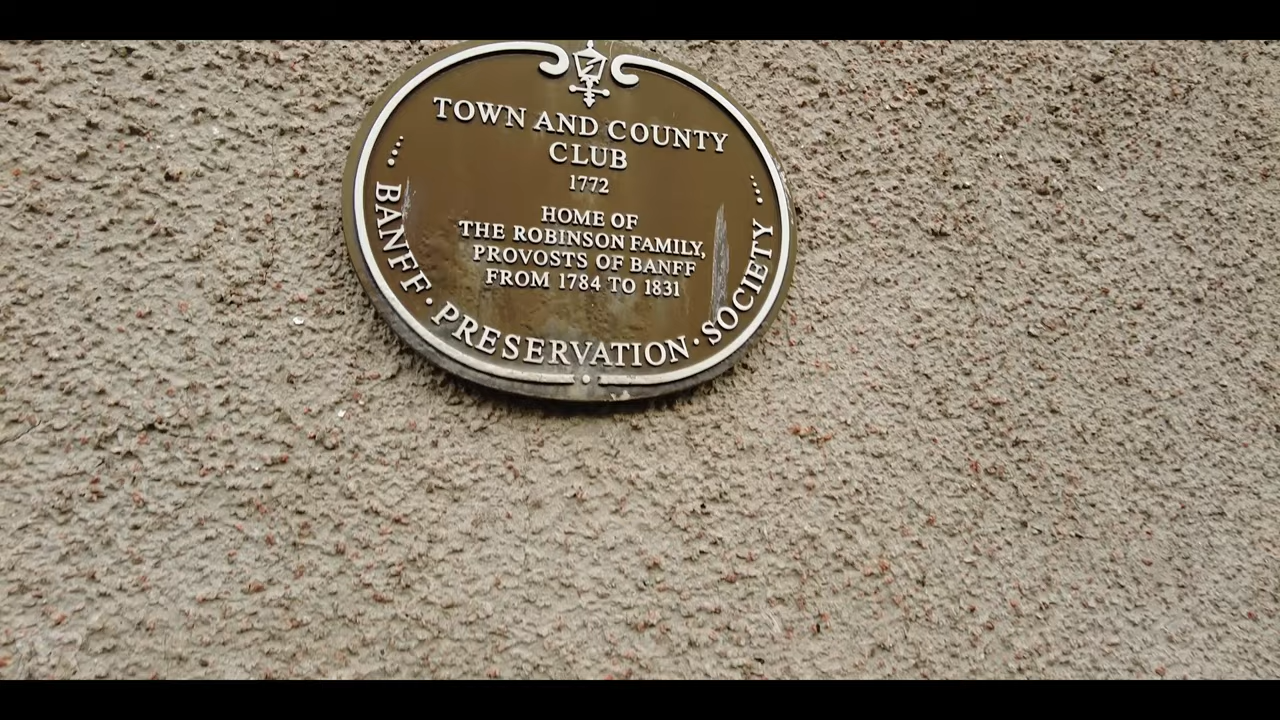 TOWN AND COUNTY
CLUB
1772
HOME OF
THE ROBINSON FAMILY,
PROVOSTS OF BANFF
FROM 1784 TO 1831
BANFF · PRESERVATION · SOCIETY